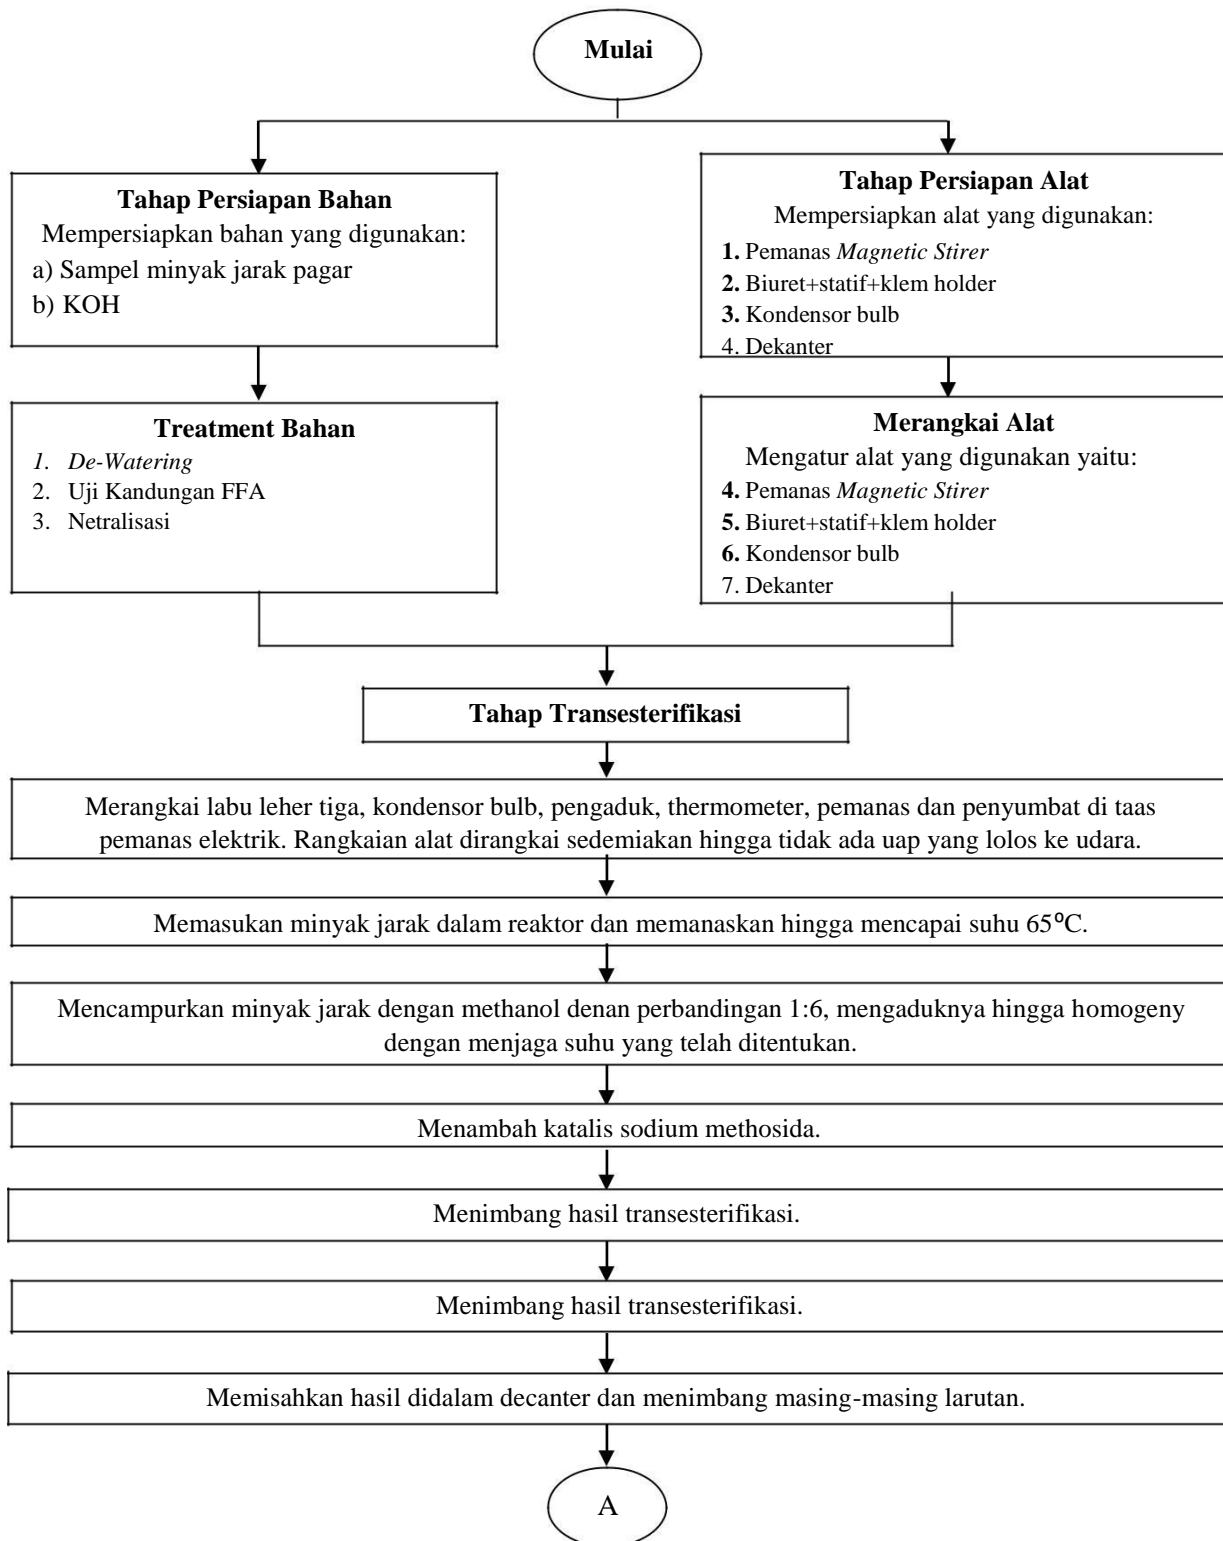 Mulai
Tahap Persiapan Bahan
Mempersiapkan bahan yang digunakan:
a) Sampel minyak jarak pagar
b) KOH
Tahap Persiapan Alat
Mempersiapkan alat yang digunakan:
1. Pemanas Magnetic Stirer
2. Biuret+statif+klem holder
3. Kondensor bulb
4. Dekanter
Treatment Bahan
1. De-Watering
2. Uji Kandungan FFA
3. Netralisasi
Merangkai Alat
Mengatur alat yang digunakan yaitu:
4. Pemanas Magnetic Stirer
5. Biuret+statif+klem holder
6. Kondensor bulb
7. Dekanter
Tahap Transesterifikasi
Merangkai labu leher tiga, kondensor bulb, pengaduk, thermometer, pemanas dan penyumbat di taas
pemanas elektrik. Rangkaian alat dirangkai sedemiakan hingga tidak ada uap yang lolos ke udara.
Memasukan minyak jarak dalam reaktor dan memanaskan hingga mencapai suhu 65⁰C.
Mencampurkan minyak jarak dengan methanol denan perbandingan 1:6, mengaduknya hingga homogeny
dengan menjaga suhu yang telah ditentukan.
Menambah katalis sodium methosida.
Menimbang hasil transesterifikasi.
Menimbang hasil transesterifikasi.
Memisahkan hasil didalam decanter dan menimbang masing-masing larutan.
A